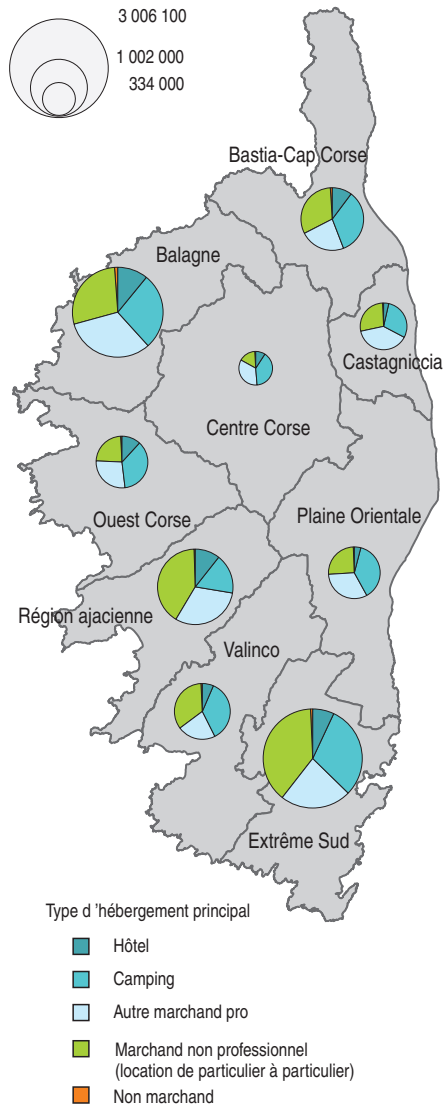 3 006 100
1 002 000
334 000
Bastia-Cap Corse
Balagne
Castagniccia
Centre Corse
Ouest Corse
Plaine Orientale
Région ajacienne
Valinco
Extrême Sud
Type d 'hébergement principal
Hôtel
Camping
Autre marchand pro
Marchand non professionnel
(location de particulier à particulier)
Non marchand